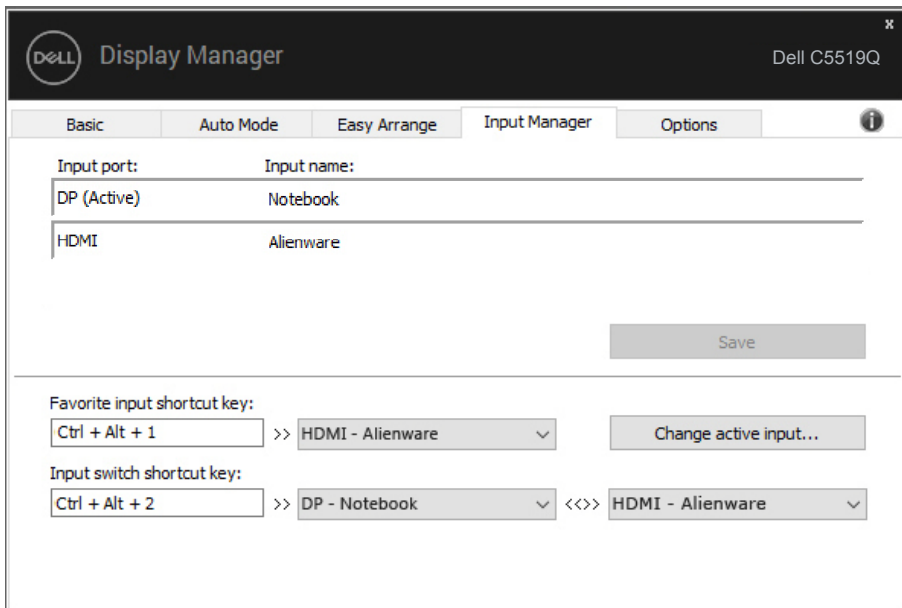 x
DELL Display Manager Dell C5519Q
Basic Auto Mode Easy Arrange Input Manager Options i
Input port: Input name:
DP (Active) Notebook
HDMI Alienware
Save
Favorite input shortcut key:
Ctrl + Alt + 1 >> HDMI - Alienware Change active input...
Input switch shortcut key:
Ctrl + Alt + 2 >> DP - Notebook <<>> HDMI - Alienware